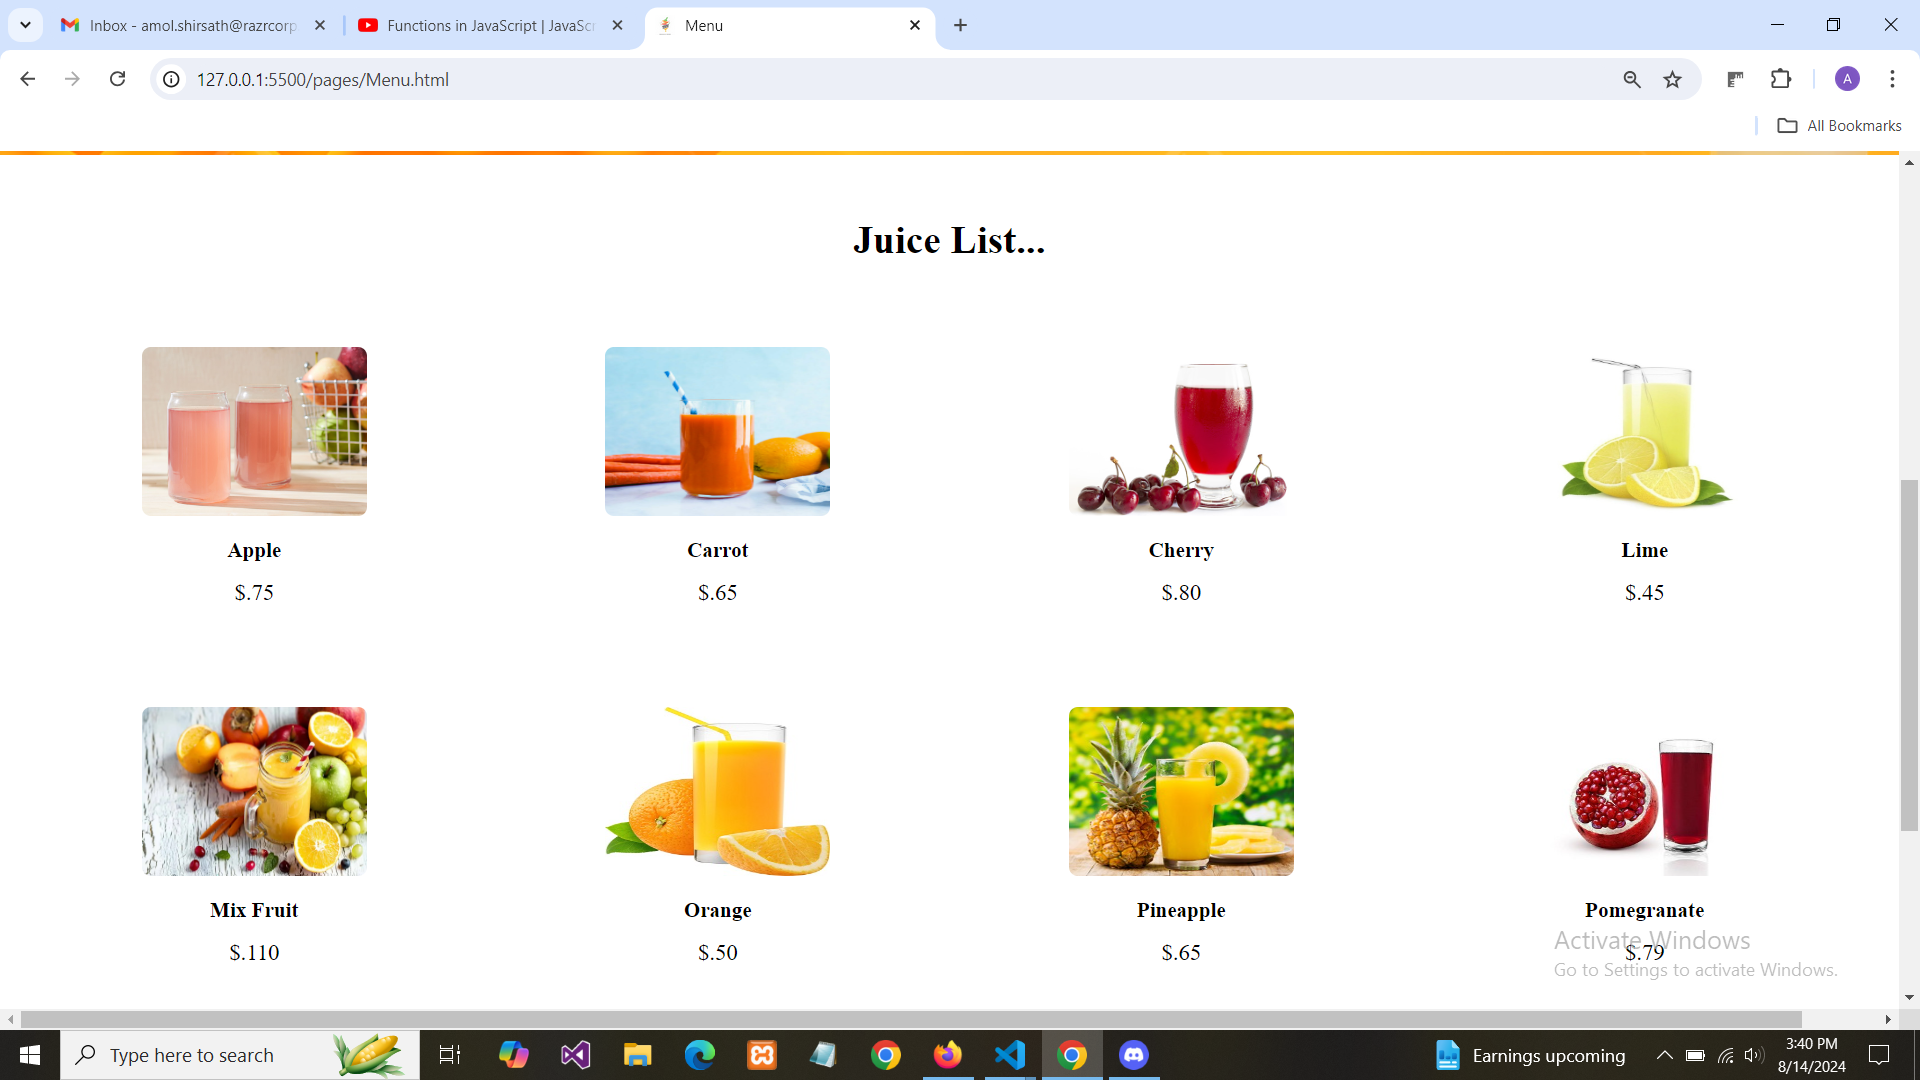 Inbox - amol.shirsath@razrcorp
Functions in JavaScript | JavaScr
Menu
127.0.0.1:5500/pages/Menu.html
A
All Bookmarks
Juice List...
Apple
Carrot
Cherry
Lime
$.75
$.65
$.80
$.45
Mix Fruit
Orange
Pineapple
Pomegranate
$.110
$.50
$.65
$.79
Activate Windows
Go to Settings to activate Windows.
Type here to search
Earnings upcoming
3:40 PM
8/14/2024